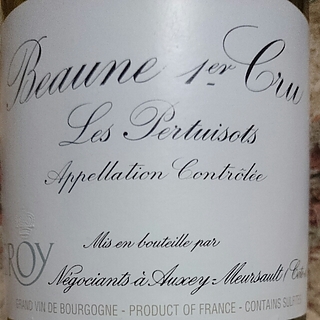 Beaune 1er Cru
Les Pertuisots
Appellation Contrôlée
Mis en bouteille par
ROY
Négociants à Auxey-Meursault
GRAND VIN DE BOURGOGNE - PRODUCT OF FRANCE - CONTAINS